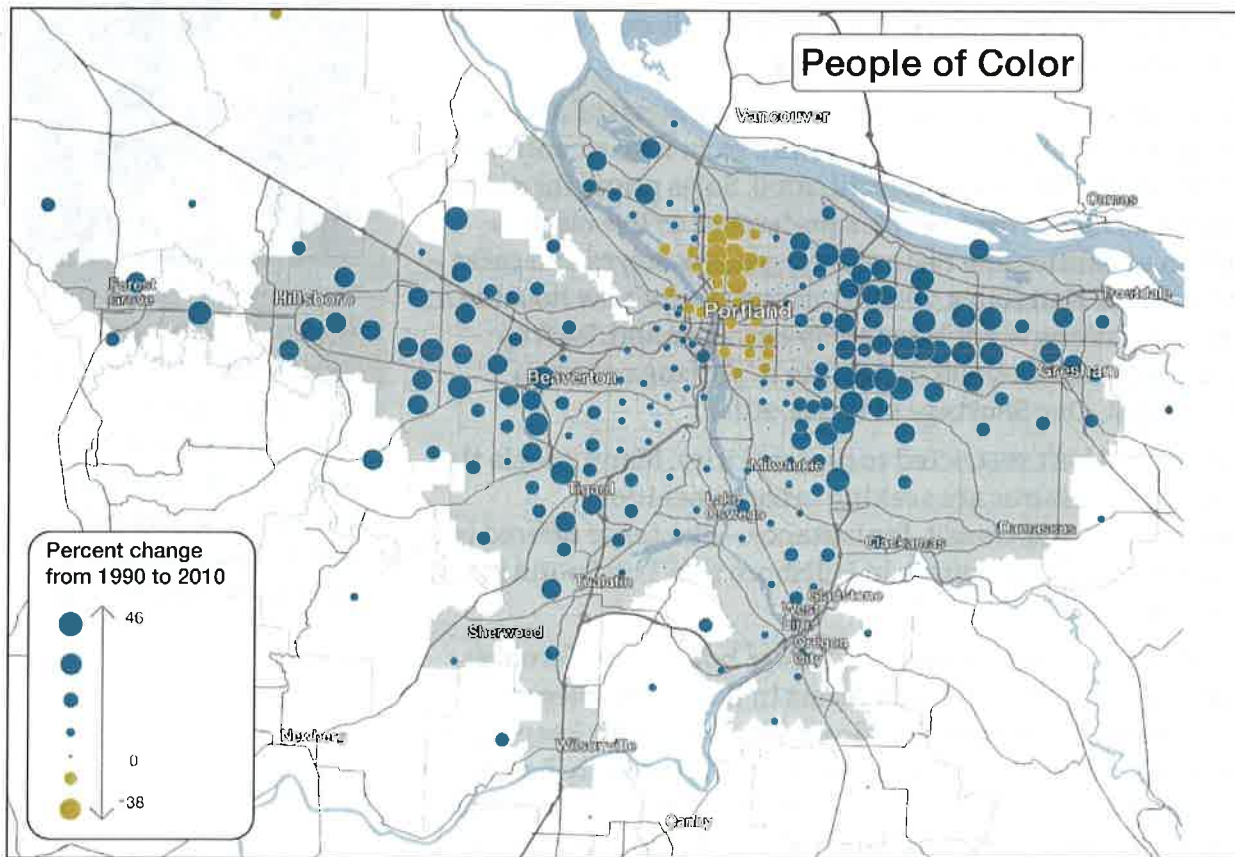 People of Color
Vancouver
Camas
Troutdale
Forest
Grove
Hillsboro
Portland
Beaverton
Gresham
Milwaukie
Tigard
Lake
Oswego
Damascus
Clackamas
Tualatin
Gladstone
West
Linn
Sherwood
Oregon
City
Newberg
Wilsonville
Canby
Percent change
from 1990 to 2010
46
0
-38